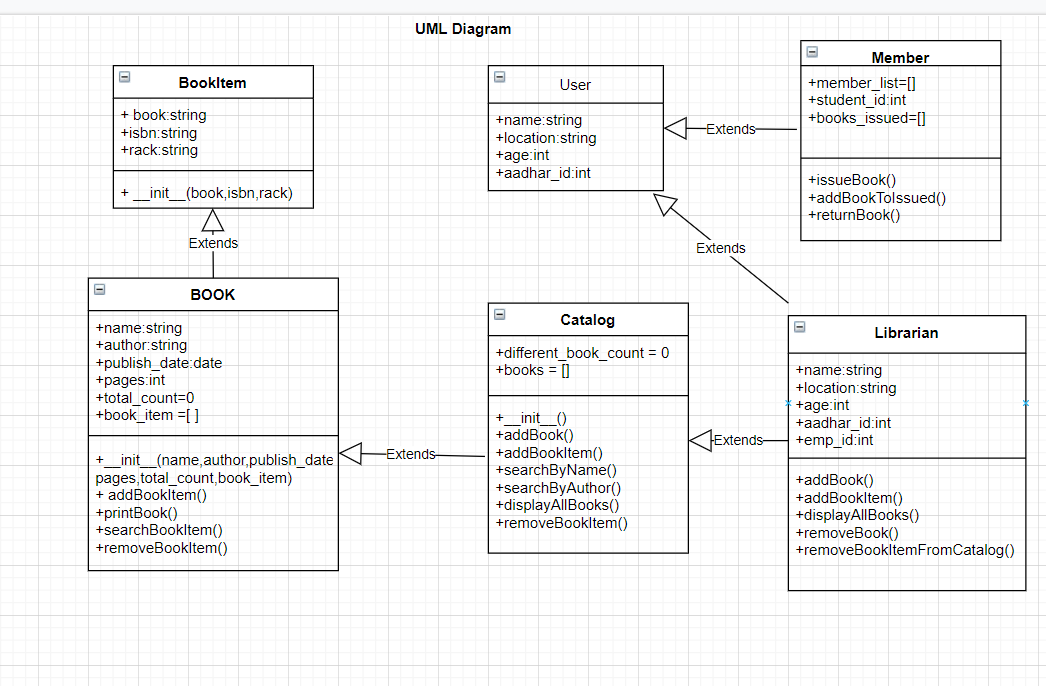 UML Diagram
BookItem
+ book:string
+isbn:string
+rack:string
+ __init__(book,isbn,rack)
Extends
BOOK
+name:string
+author:string
+publish_date:date
+pages:int
+total_count=0
+book_item =[ ]
+__init__(name,author,publish_date
pages,total_count,book_item)
+ addBookItem()
+printBook()
+searchBookItem()
+removeBookItem()
Extends
User
+name:string
+location:string
+age:int
+aadhar_id:int
Extends
Extends
Catalog
+different_book_count = 0
+books = []
+__init__()
+addBook()
+addBookItem()
+searchByName()
+searchByAuthor()
+displayAllBooks()
+removeBookItem()
Extends
Member
+member_list=[]
+student_id:int
+books_issued=[]
+issueBook()
+addBookToIssued()
+returnBook()
Librarian
+name:string
+location:string
+age:int
+aadhar_id:int
+emp_id:int
+addBook()
+addBookItem()
+displayAllBooks()
+removeBook()
+removeBookItemFromCatalog()